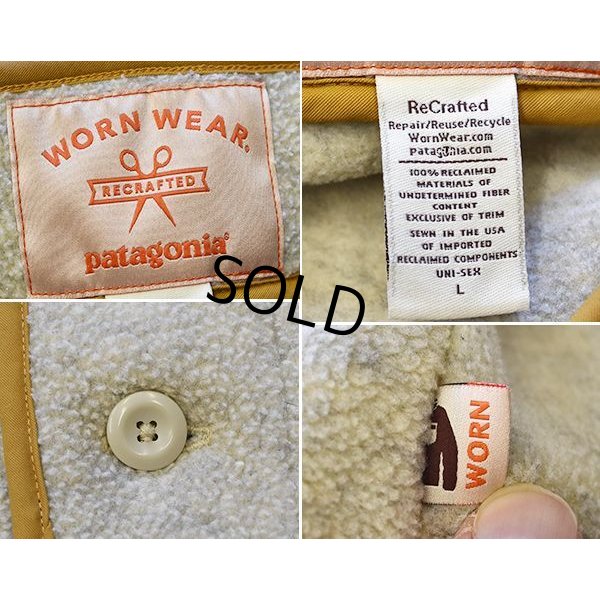 WORN WEAR®
RECRAFTED
patagonia®
ReCrafted
Repair/Reuse/Recycle
WornWear.com
patagonia.com
100% RECLAIMED
MATERIALS OF
UNDETERMINED FIBER
CONTENT
EXCLUSIVE OF TRIM
SEWN IN THE USA
OF IMPORTED
RECLAIMED COMPONENTS
UNI-SEX
L
SOLD
WORN